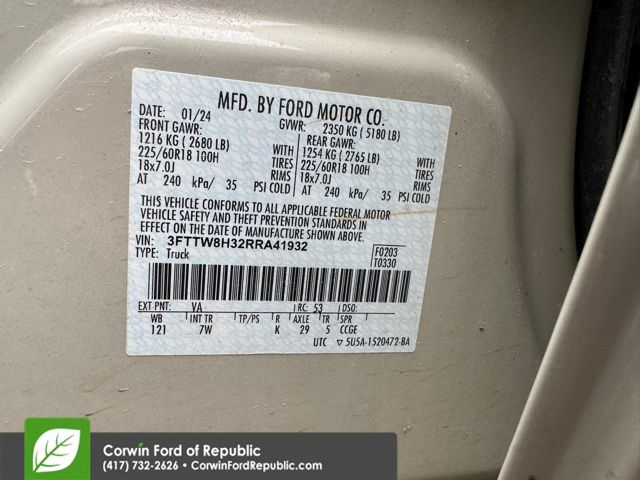 MFD. BY FORD MOTOR CO.
DATE: 01/24 GVWR: 2350 KG ( 5180 LB)
FRONT GAWR: REAR GAWR:
1216 KG ( 2680 LB) WITH 1254 KG ( 2765 LB) WITH
225/60R18 100H TIRES 225/60R18 100H TIRES
18x7.0J RIMS 18x7.0J RIMS
AT 240 kPa/ 35 PSI COLD AT 240 kPa/ 35 PSI COLD
THIS VEHICLE CONFORMS TO ALL APPLICABLE FEDERAL MOTOR
VEHICLE SAFETY AND THEFT PREVENTION STANDARDS IN
EFFECT ON THE DATE OF MANUFACTURE SHOWN ABOVE.
VIN: 3FTTW8H32RRA41932 F0203
TYPE: Truck T0330
EXT PNT: VA RC: 53 DSO:
WB INT TR TP/PS R AXLE TR SPR
121 7W K 29 5 CCGE
UTC ▽ 5U5A-1520472-BA
Corwin Ford of Republic
(417) 732-2626 • CorwinFordRepublic.com